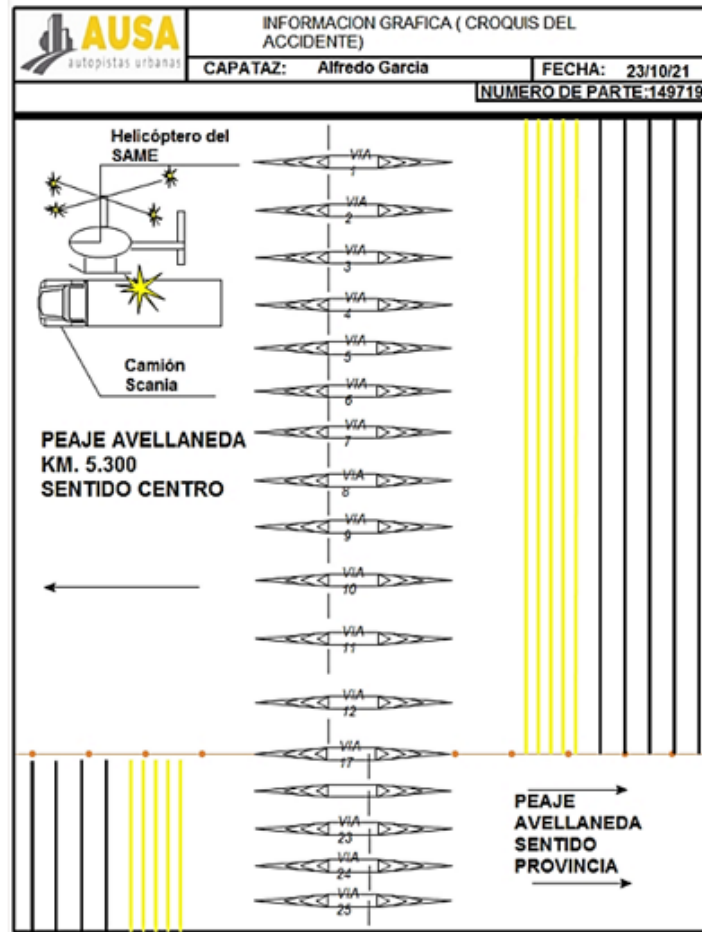 AUSA
autopistas urbanas
INFORMACION GRAFICA ( CROQUIS DEL
ACCIDENTE)
CAPATAZ: Alfredo Garcia
FECHA: 23/10/21
NUMERO DE PARTE:149719
Helicóptero del
SAME
VIA
1
VIA
2
VIA
3
VIA
4
VIA
5
VIA
6
VIA
7
VIA
8
VIA
9
VIA
10
VIA
11
VIA
12
VIA
17
VIA
23
VIA
24
VIA
25
Camión
Scania
PEAJE AVELLANEDA
KM. 5.300
SENTIDO CENTRO
PEAJE
AVELLANEDA
SENTIDO
PROVINCIA